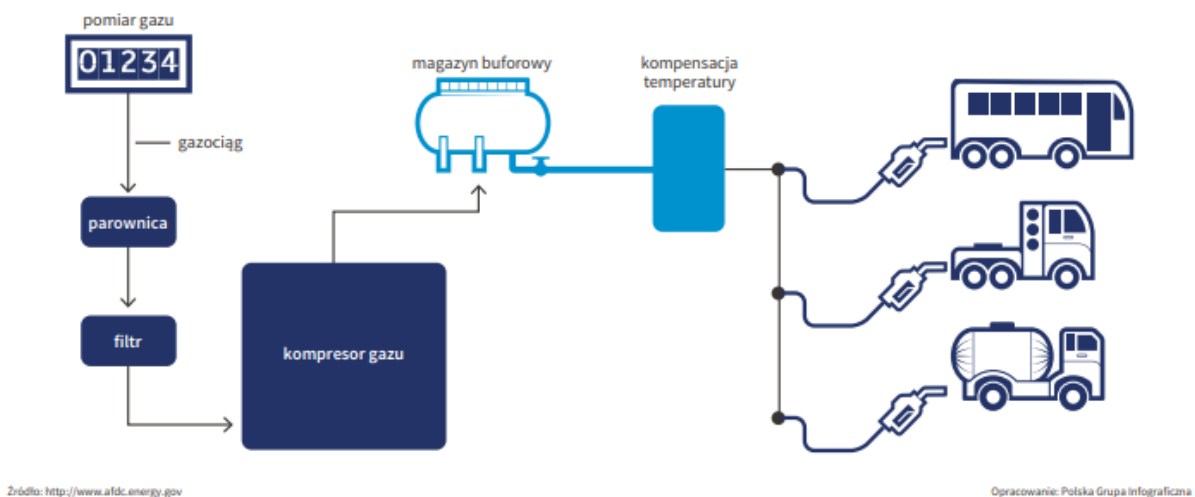 pomiar gazu
01234
gazociąg
parownica
filtr
kompresor gazu
magazyn buforowy
kompensacja
temperatury
Źródło: http://www.afdc.energy.gov
Opracowanie: Polska Grupa Infograficzna